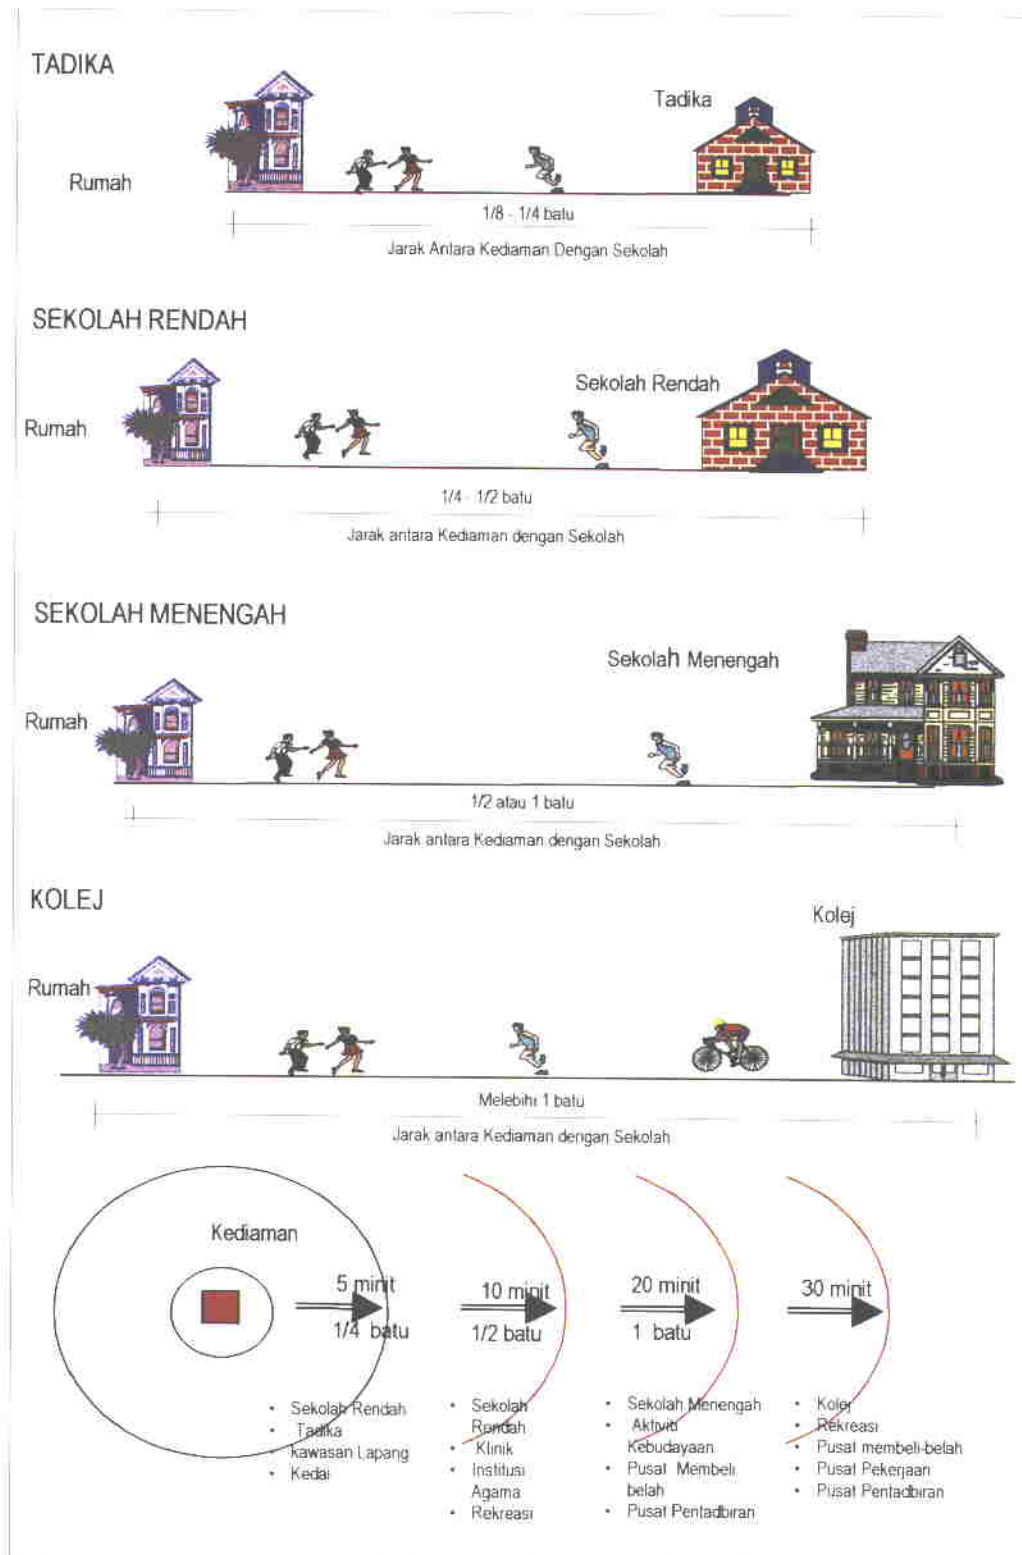 TADIKA
Tadika
Rumah
1/8 - 1/4 batu
Jarak Antara Kediaman Dengan Sekolah
SEKOLAH RENDAH
Sekolah Rendah
Rumah
1/4 - 1/2 batu
Jarak antara Kediaman dengan Sekolah
SEKOLAH MENENGAH
Sekolah Menengah
Rumah
1/2 atau 1 batu
Jarak antara Kediaman dengan Sekolah
KOLEJ
Kolej
Rumah
Melebihi 1 batu
Jarak antara Kediaman dengan Sekolah
Kediaman
5 minit
1/4 batu
10 minit
1/2 batu
20 minit
1 batu
30 minit
• Sekolah Rendah
• Tadika
• kawasan Lapang
• Kedai
• Sekolah
Rendah
• Klinik
• Institusi
Agama
• Rekreasi
• Sekolah Menengah
• Aktiviti
Kebudayaan
• Pusat Membeli
belah
• Pusat Pentadbiran
• Kolej
• Rekreasi
• Pusat membeli-belah
• Pusat Pekerjaan
• Pusat Pentadbiran